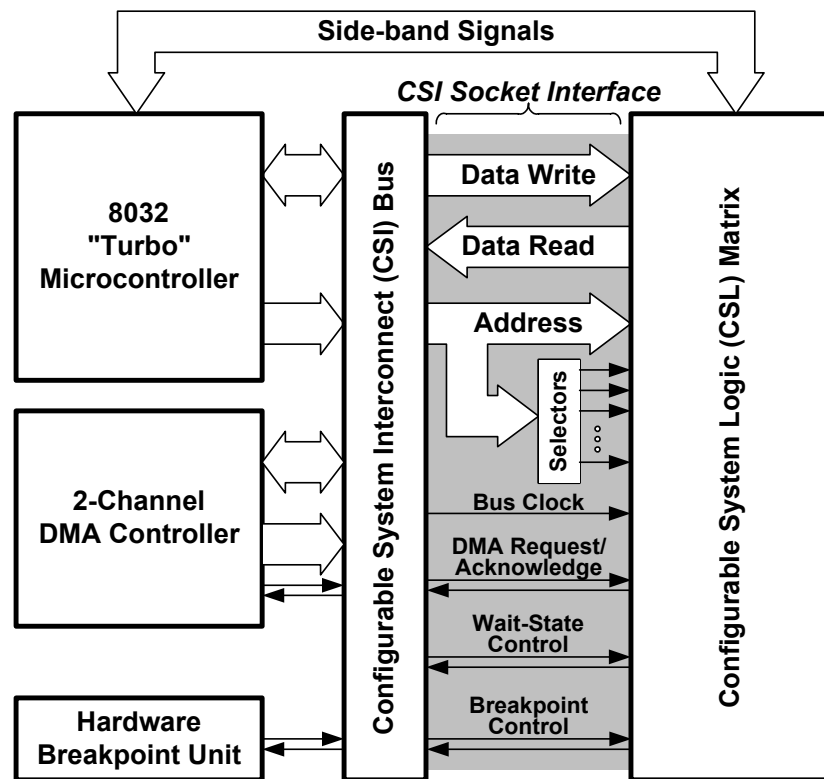 Side-band Signals
CSI Socket Interface
8032
"Turbo"
Microcontroller
2-Channel
DMA Controller
Hardware
Breakpoint Unit
Configurable System Interconnect (CSI) Bus
Data Write
Data Read
Address
Selectors
Bus Clock
DMA Request/
Acknowledge
Wait-State
Control
Breakpoint
Control
Configurable System Logic (CSL) Matrix